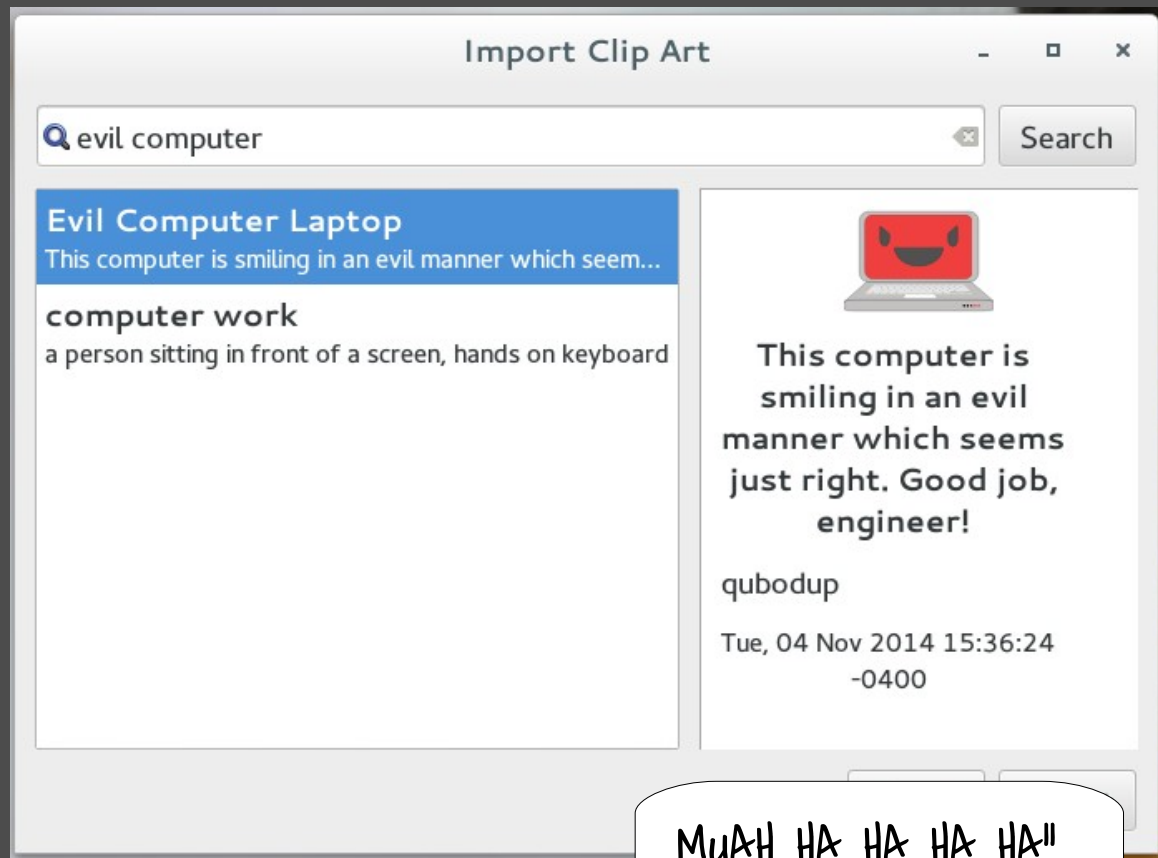 Import Clip Art
evil computer
Search
Evil Computer Laptop
This computer is smiling in an evil manner which seem...
computer work
a person sitting in front of a screen, hands on keyboard
This computer is
smiling in an evil
manner which seems
just right. Good job,
engineer!
qubodup
Tue, 04 Nov 2014 15:36:24
-0400
MUAH HA HA HA HA!!